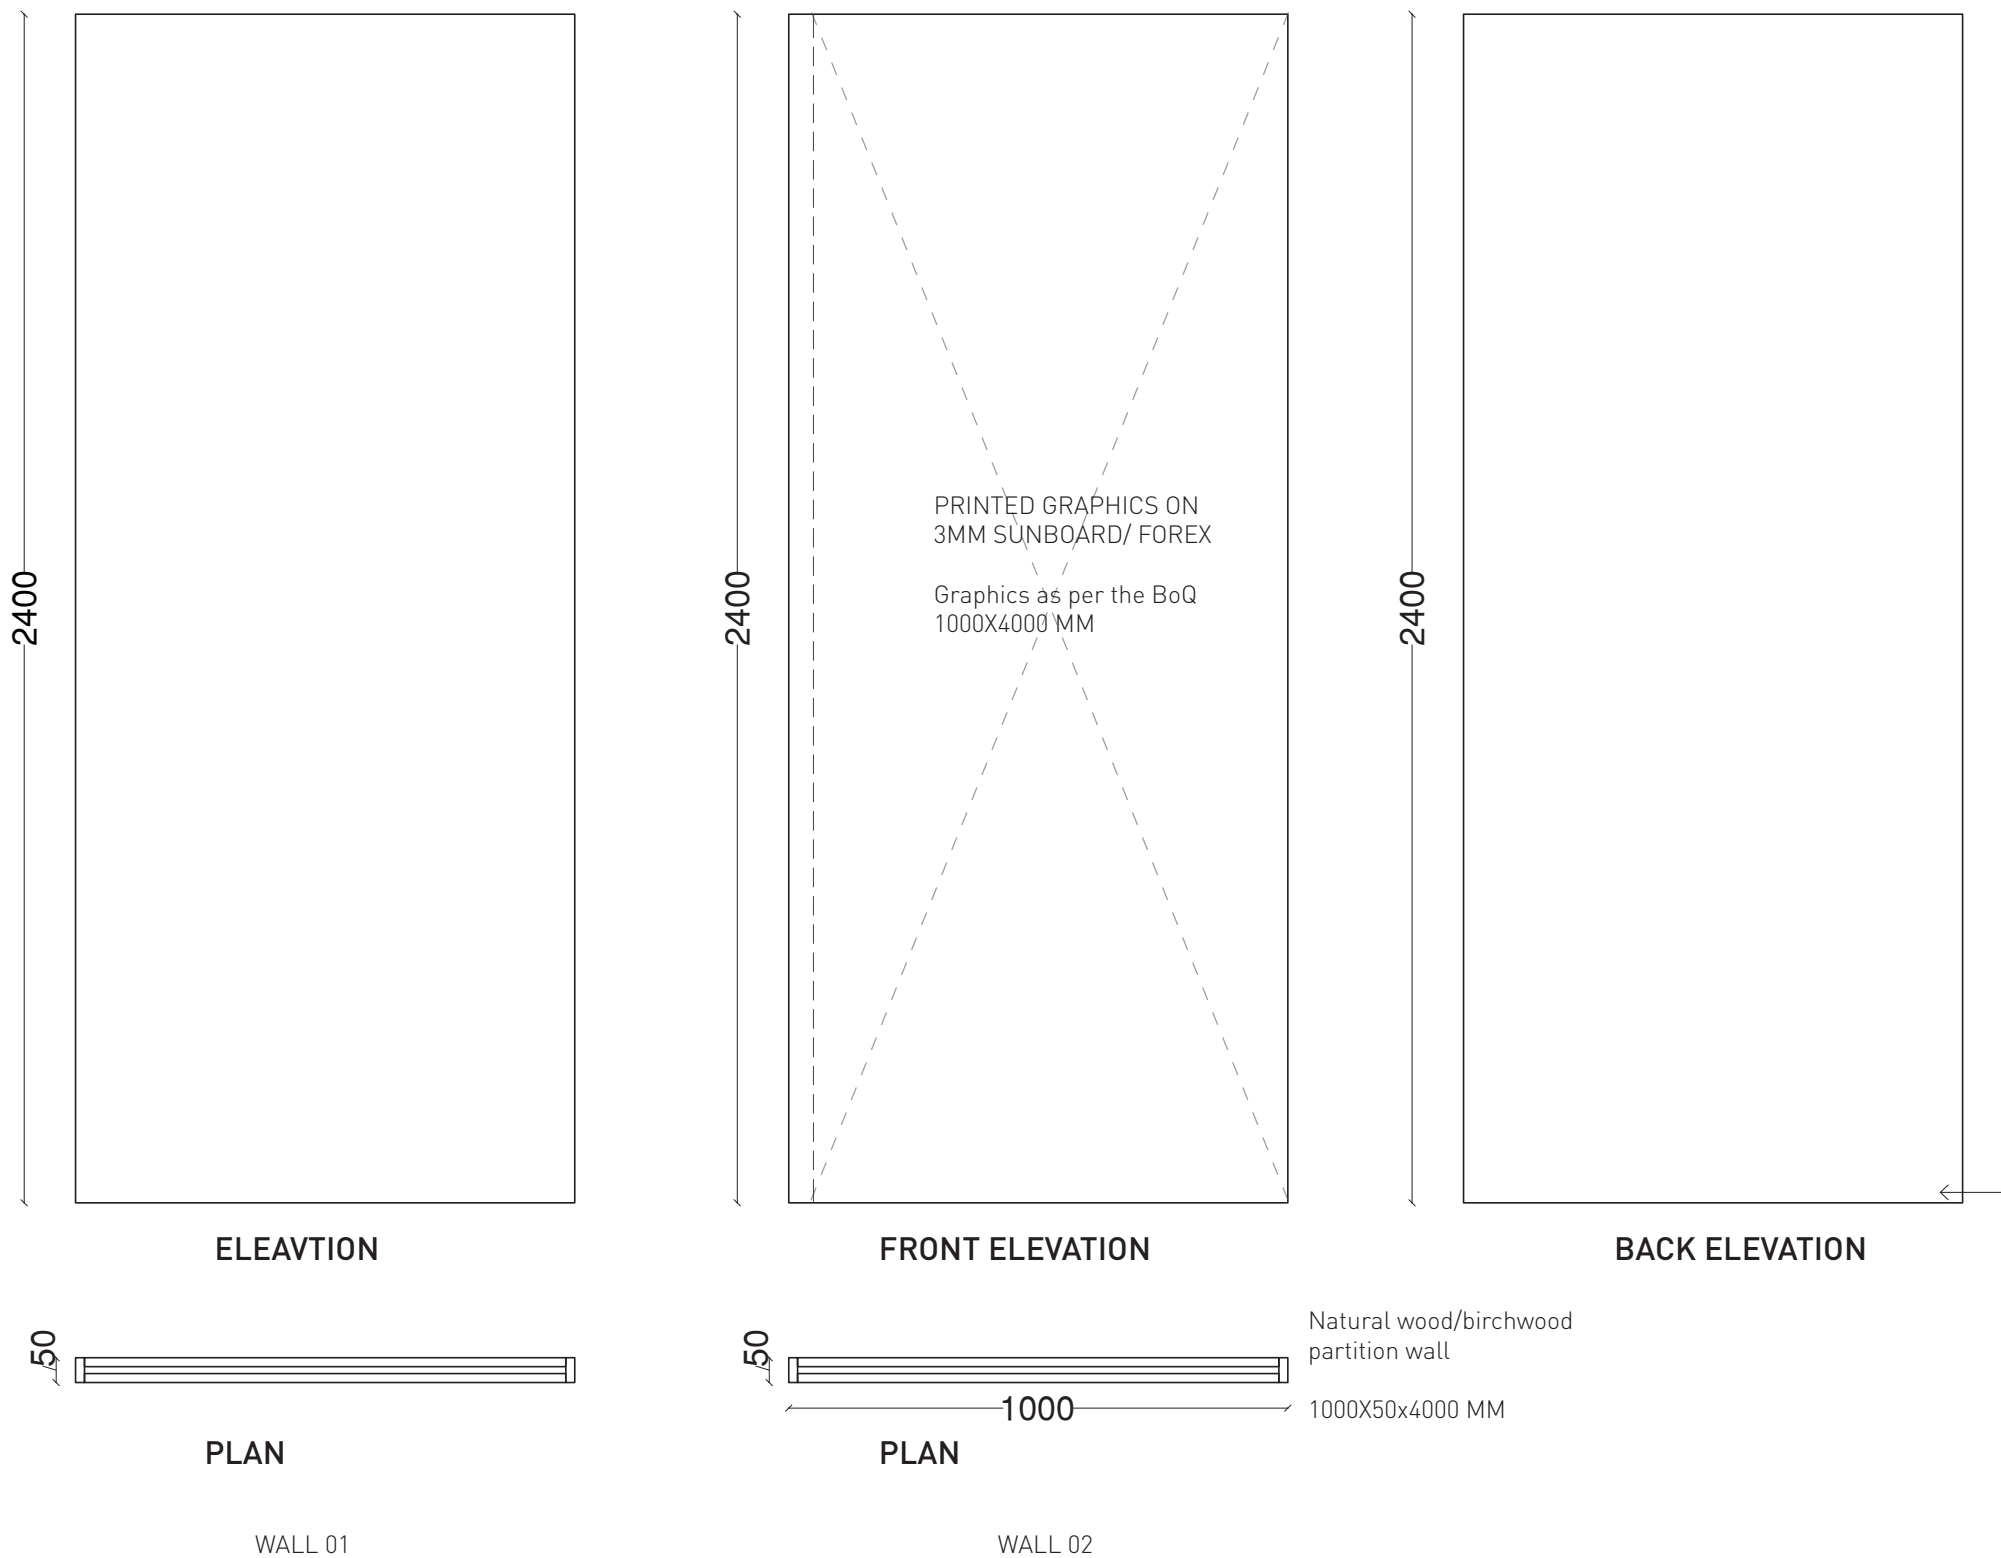 2400
2400
2400
PRINTED GRAPHICS ON
3MM SUNBOARD/ FOREX
Graphics as per the BoQ
1000X4000 MM
ELEAVTION
FRONT ELEVATION
BACK ELEVATION
50
50
Natural wood/birchwood
partition wall
1000X50x4000 MM
1000
PLAN
PLAN
WALL 01
WALL 02